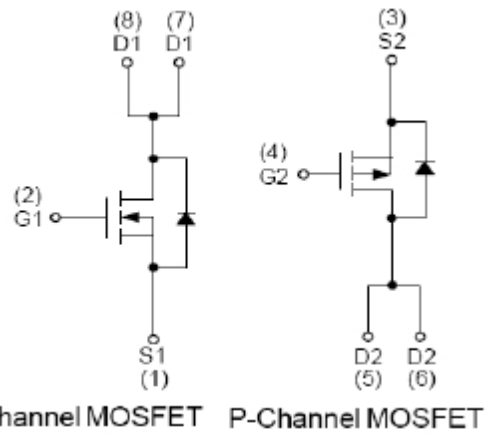 (8) (7)
D1 D1
(3)
S2
(2)
G1
(4)
G2
S1
(1)
D2 D2
(5) (6)
hannel MOSFET P-Channel MOSFET